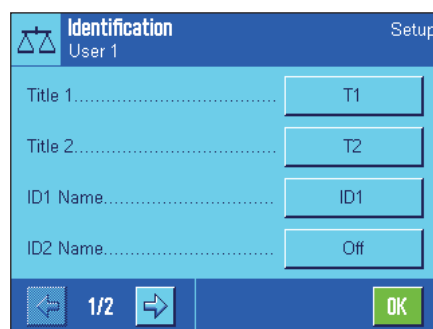 Identification
Setup
User 1
Title 1.................................... T1
Title 2.................................... T2
ID1 Name.............................. ID1
ID2 Name.............................. Off
1/2
OK